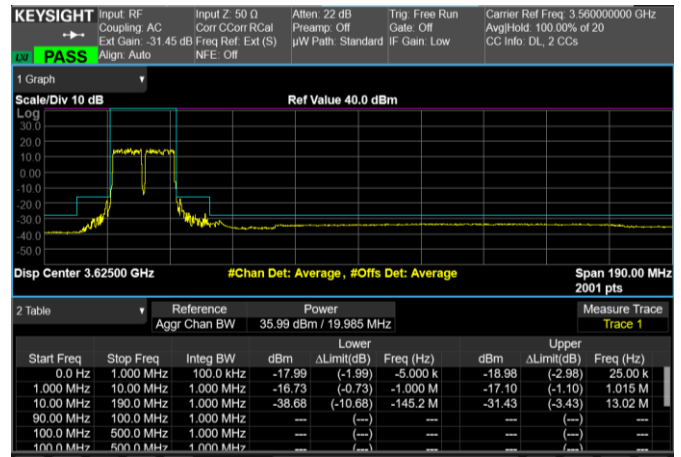 KEYSIGHT Input: RF Input Z: 50 Ω Atten: 22 dB Trig: Free Run Carrier Ref Freq: 3.560000000 GHz
Coupling: AC Corr CCorr RCal Preamp: Off Gate: Off Avg|Hold: 100.00% of 20
Ext Gain: -31.45 dB Freq Ref: Ext (S) µW Path: Standard IF Gain: Low CC Info: DL, 2 CCs
LXI PASS Align: Auto NFE: Off
1 Graph
Scale/Div 10 dB Ref Value 40.0 dBm
Log
30.0
20.0
10.0
0.00
-10.0
-20.0
-30.0
-40.0
-50.0
Disp Center 3.62500 GHz #Chan Det: Average, #Offs Det: Average Span 190.00 MHz
2001 pts
2 Table Reference Power Measure Trace
Aggr Chan BW 35.99 dBm / 19.985 MHz Trace 1
Lower Upper
Start Freq Stop Freq Integ BW dBm ΔLimit(dB) Freq (Hz) dBm ΔLimit(dB) Freq (Hz)
0.0 Hz 1.000 MHz 100.0 kHz -17.99 (-1.99) -5.000 k -18.98 (-2.98) 25.00 k
1.000 MHz 10.00 MHz 1.000 MHz -16.73 (-0.73) -1.000 M -17.10 (-1.10) 1.015 M
10.00 MHz 190.0 MHz 1.000 MHz -38.68 (-10.68) -145.2 M -31.43 (-3.43) 13.02 M
90.00 MHz 100.0 MHz 1.000 MHz --- (---) --- --- (---) ---
100.0 MHz 500.0 MHz 1.000 MHz --- (---) --- --- (---) ---
100.0 MHz 500.0 MHz 1.000 MHz --- (---) --- --- (---) ---